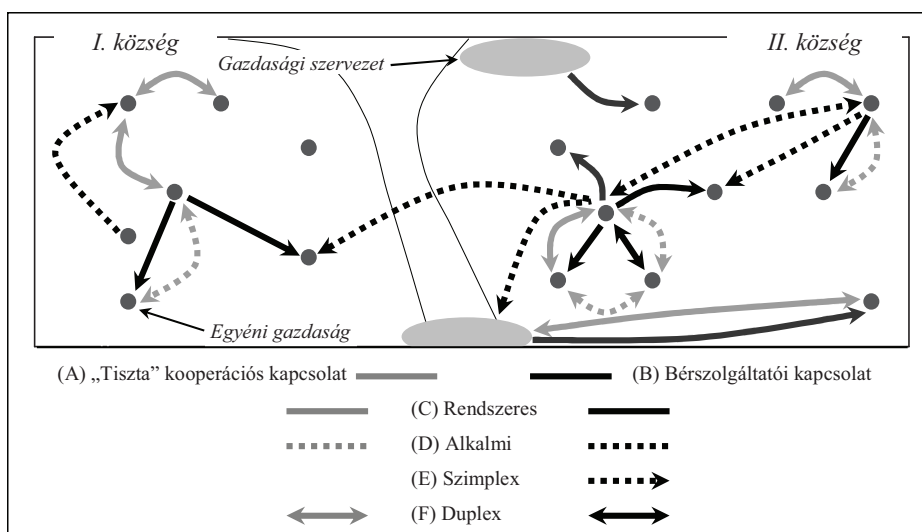 I. község
II. község
Gazdasági szervezet
Egyéni gazdaság
(A) „Tiszta” kooperációs kapcsolat
(B) Bérszolgáltatói kapcsolat
(C) Rendszeres
(D) Alkalmi
(E) Szimplex
(F) Duplex